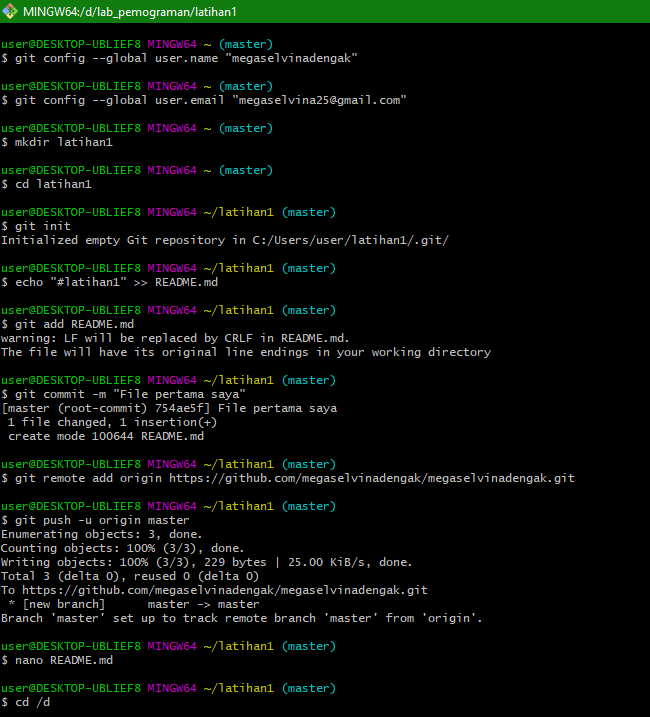 MINGW64:/d/lab_pemograman/latihan1
user@DESKTOP-UBLIEF8 MINGW64 ~ (master)
$ git config --global user.name "megaselvinadengak"
user@DESKTOP-UBLIEF8 MINGW64 ~ (master)
$ git config --global user.email "megaselvina25@gmail.com"
user@DESKTOP-UBLIEF8 MINGW64 ~ (master)
$ mkdir latihan1
user@DESKTOP-UBLIEF8 MINGW64 ~ (master)
$ cd latihan1
user@DESKTOP-UBLIEF8 MINGW64 ~/latihan1 (master)
$ git init
Initialized empty Git repository in C:/Users/user/latihan1/.git/
user@DESKTOP-UBLIEF8 MINGW64 ~/latihan1 (master)
$ echo "#latihan1" >> README.md
user@DESKTOP-UBLIEF8 MINGW64 ~/latihan1 (master)
$ git add README.md
warning: LF will be replaced by CRLF in README.md.
The file will have its original line endings in your working directory
user@DESKTOP-UBLIEF8 MINGW64 ~/latihan1 (master)
$ git commit -m "File pertama saya"
[master (root-commit) 754ae5f] File pertama saya
1 file changed, 1 insertion(+)
create mode 100644 README.md
user@DESKTOP-UBLIEF8 MINGW64 ~/latihan1 (master)
$ git remote add origin https://github.com/megaselvinadengak/megaselvinadengak.git
user@DESKTOP-UBLIEF8 MINGW64 ~/latihan1 (master)
$ git push -u origin master
Enumerating objects: 3, done.
Counting objects: 100% (3/3), done.
Writing objects: 100% (3/3), 229 bytes | 25.00 KiB/s, done.
Total 3 (delta 0), reused 0 (delta 0)
To https://github.com/megaselvinadengak/megaselvinadengak.git
* [new branch]      master -> master
Branch 'master' set up to track remote branch 'master' from 'origin'.
user@DESKTOP-UBLIEF8 MINGW64 ~/latihan1 (master)
$ nano README.md
user@DESKTOP-UBLIEF8 MINGW64 ~/latihan1 (master)
$ cd /d